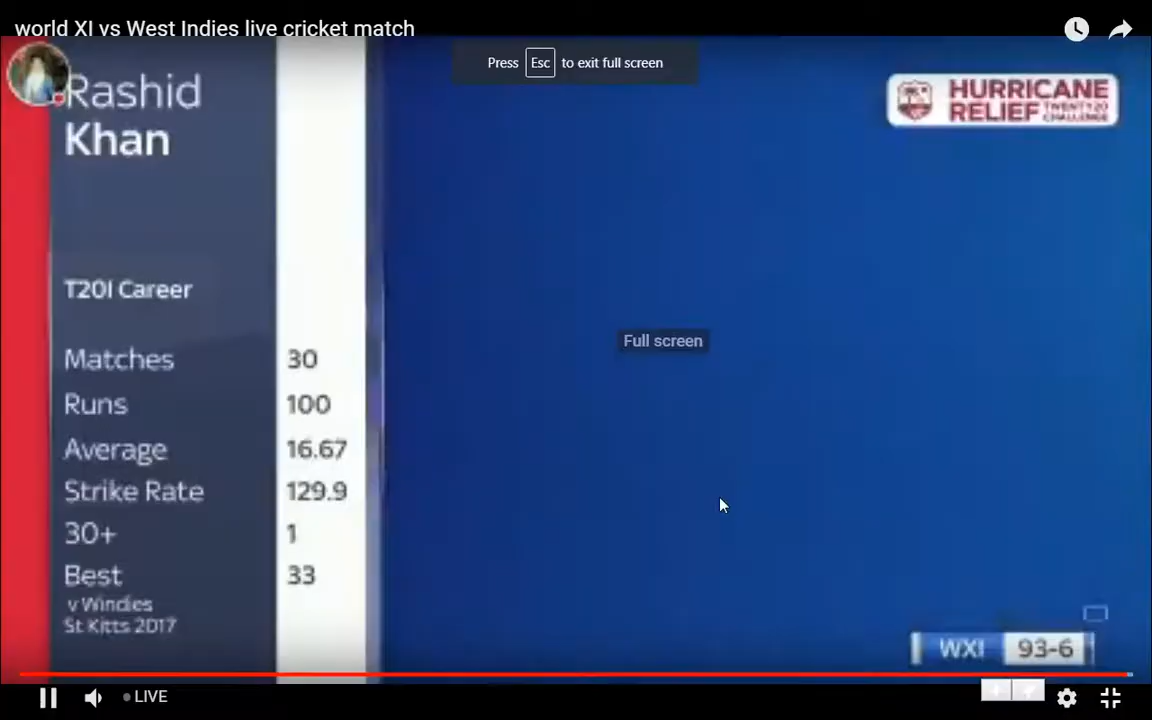 world XI vs West Indies live cricket match
Press Esc to exit full screen
Rashid
Khan
HURRICANE
RELIEF TWENTY20
CHALLENGE
T20I Career
Full screen
Matches 30
Runs 100
Average 16.67
Strike Rate 129.9
30+ 1
Best 33
v Windies
St Kitts 2017
WXI 93-6
LIVE